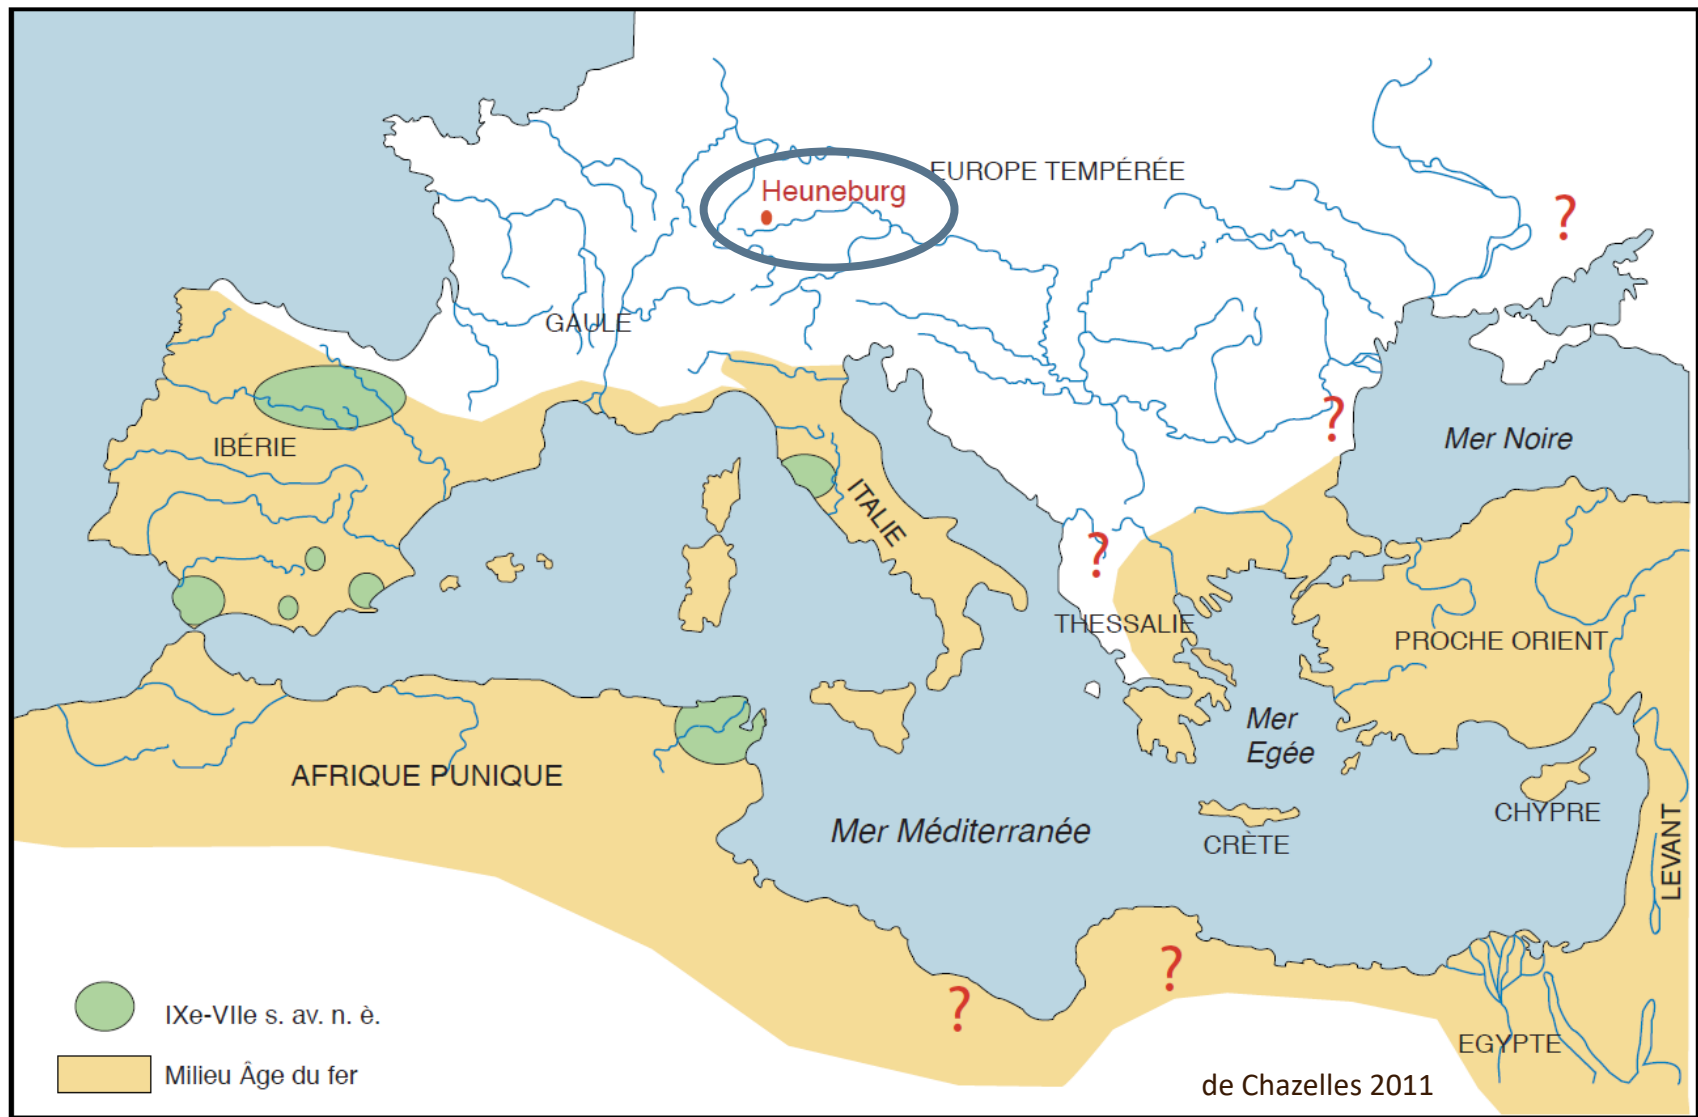 EUROPE TEMPÉRÉE
Heuneburg
?
GAULE
?
Mer Noire
IBÉRIE
ITALIE
?
THESSALIE
PROCHE ORIENT
Mer
Egée
AFRIQUE PUNIQUE
CHYPRE
Mer Méditerranée
CRÈTE
LEVANT
?
?
IXe-VIIe s. av. n. è.
EGYPTE
Milieu Âge du fer
de Chazelles 2011